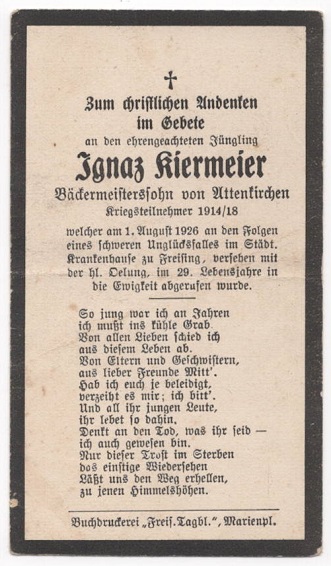 Zum christlichen Andenken
im Gebete
an den ehrengeachteten Jüngling
Ignaz Kiermeier
Bäckermeisterssohn von Attenkirchen
Kriegsteilnehmer 1914/18
welcher am 1. August 1926 an den Folgen
eines schweren Unglücksfalles im Städt.
Krankenhause zu Freising, versehen mit
der hl. Oelung, im 29. Lebensjahre in
die Ewigkeit abgerufen wurde.
So jung war ich an Jahren
ich mußt ins kühle Grab.
Von allen Lieben schied ich
aus diesem Leben ab.
Von Eltern und Geschwistern,
aus lieber Freunde Mitt'.
Hab ich euch je beleidigt,
verzeiht es mir; ich bitt'.
Und all ihr jungen Leute,
ihr lebet so dahin,
Denkt an den Tod, was ihr seid —
ich auch gewesen bin.
Nur dieser Trost im Sterben
das einstige Wiedersehen
Läßt uns den Weg erhellen,
zu jenen Himmelshöhen.
Buchdruckerei „Freis. Tagbl.", Marienpl.